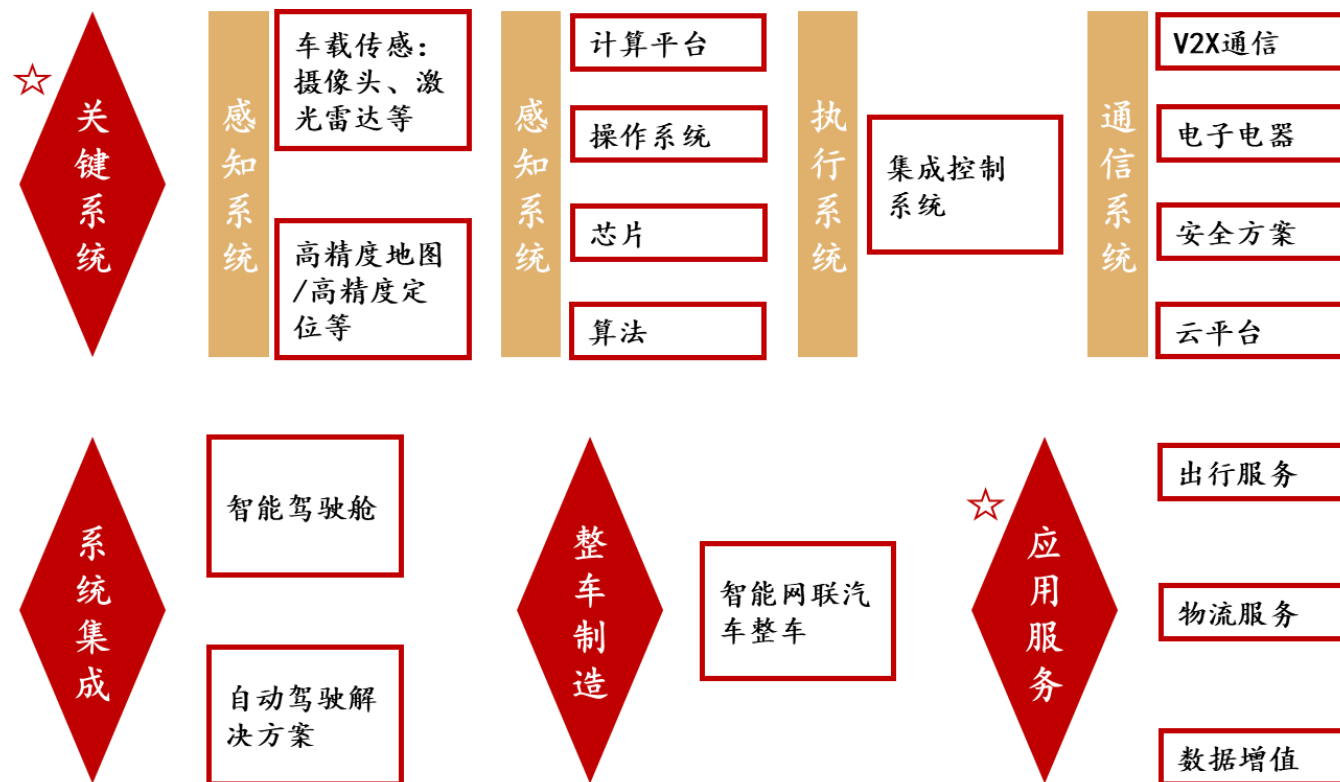 关键系统
感知系统
车载传感：
摄像头、激
光雷达等
高精度地图
/高精度定
位等
感知系统
计算平台
操作系统
芯片
算法
执行系统
集成控制
系统
通信系统
V2X通信
电子电器
安全方案
云平台
系统集成
智能驾驶舱
自动驾驶解
决方案
整车制造
智能网联汽
车整车
应用服务
出行服务
物流服务
数据增值